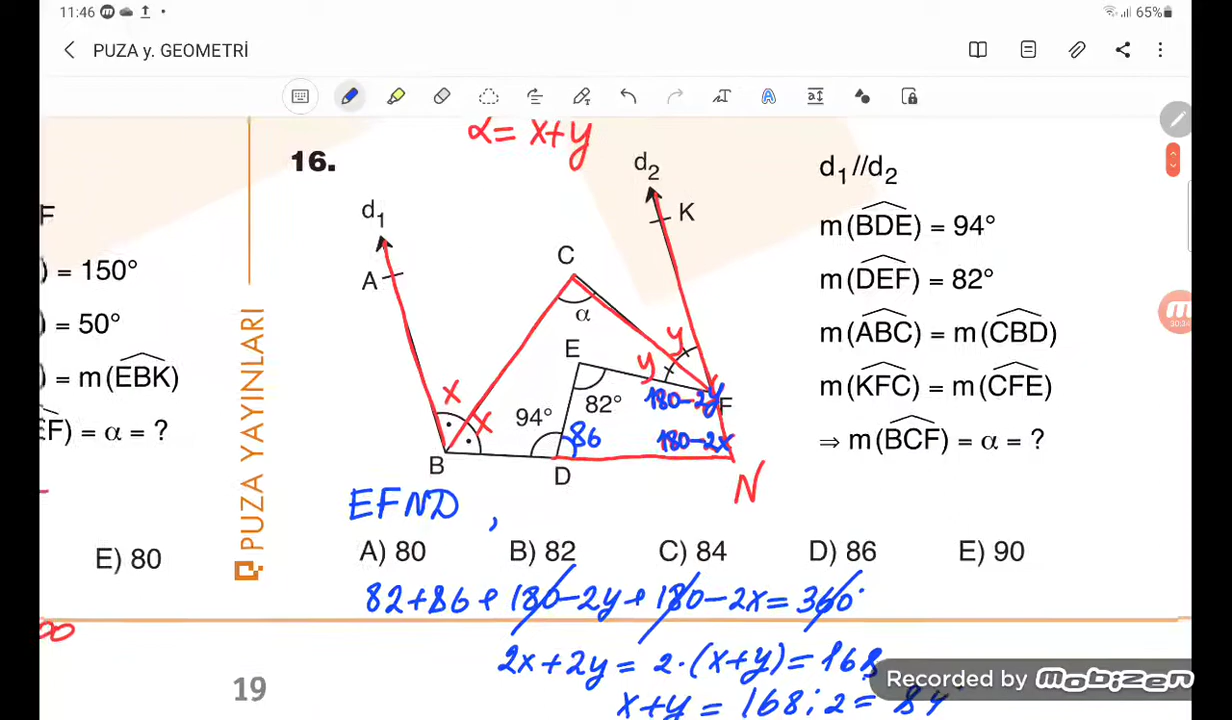 11:46
65%
PUZA y. GEOMETRİ
α = x+y
16.
d1//d2
d2
K
d1
A
C
α
E
y
y
x
x
94°
82°
180-2y
F
86
180-2x
B
D
N
m(BDE) = 94°
m(DEF) = 82°
m(ABC) = m(CBD)
m(KFC) = m(CFE)
⇒ m(BCF) = α = ?
F
) = 150°
) = 50°
) = m(EBK)
EF) = α = ?
E) 80
PUZA YAYINLARI
EFND ,
A) 80 B) 82 C) 84 D) 86 E) 90
82+86+180-2y+180-2x=360°
2x+2y = 2·(x+y) = 168
x+y = 168:2 = 84
19
Recorded by mobizen